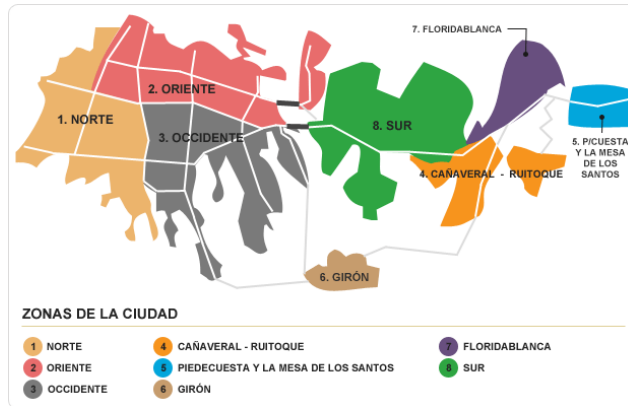 7. FLORIDABLANCA
2. ORIENTE
1. NORTE
3. OCCIDENTE
8. SUR
5. P/CUESTA
Y LA MESA
DE LOS
SANTOS
4. CAÑAVERAL - RUITOQUE
6. GIRÓN
ZONAS DE LA CIUDAD
1 NORTE
2 ORIENTE
3 OCCIDENTE
4 CAÑAVERAL - RUITOQUE
5 PIEDECUESTA Y LA MESA DE LOS SANTOS
6 GIRÓN
7 FLORIDABLANCA
8 SUR